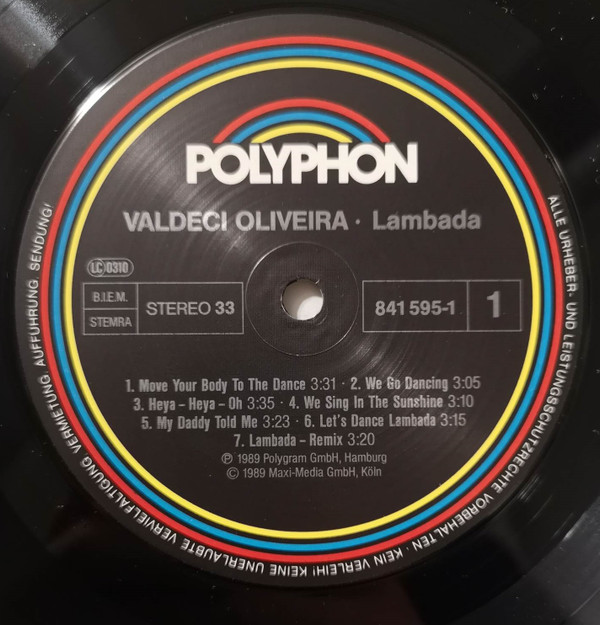 POLYPHON
VALDECI OLIVEIRA · Lambada
LC 0310
B.I.E.M.
STEMRA
STEREO 33
841 595-1
1
1. Move Your Body To The Dance 3:31 · 2. We Go Dancing 3:05
3. Heya – Heya – Oh 3:35 · 4. We Sing In The Sunshine 3:10
5. My Daddy Told Me 3:23 · 6. Let's Dance Lambada 3:15
7. Lambada – Remix 3:20
Ⓟ 1989 Polygram GmbH, Hamburg
© 1989 Maxi-Media GmbH, Köln
ALLE URHEBER- UND LEISTUNGSSCHUTZRECHTE VORBEHALTEN · KEIN VERLEIH! KEINE UNERLAUBTE VERVIELFÄLTIGUNG, VERMIETUNG, AUFFÜHRUNG, SENDUNG!